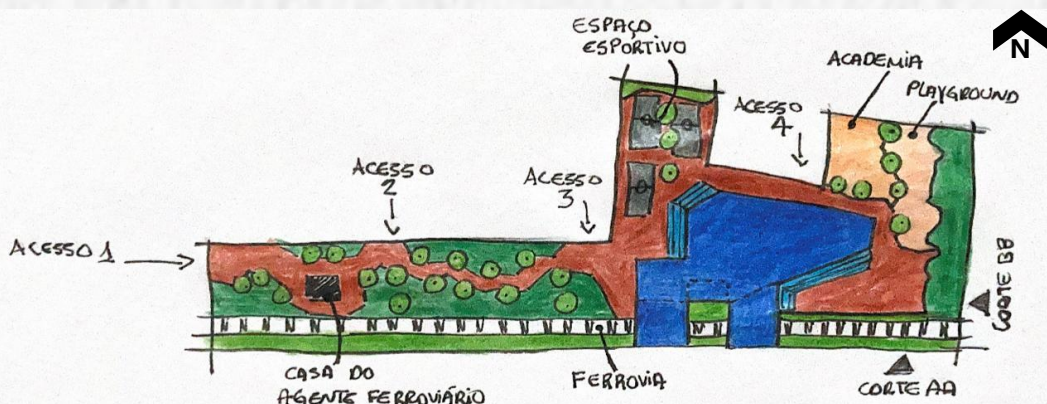 ESPAÇO
ESPORTIVO
N
ACADEMIA
PLAYGROUND
ACESSO
4
ACESSO
2
ACESSO
3
ACESSO 1
CORTE BB
CASA DO
AGENTE FERROVIÁRIO
FERROVIA
CORTE AA